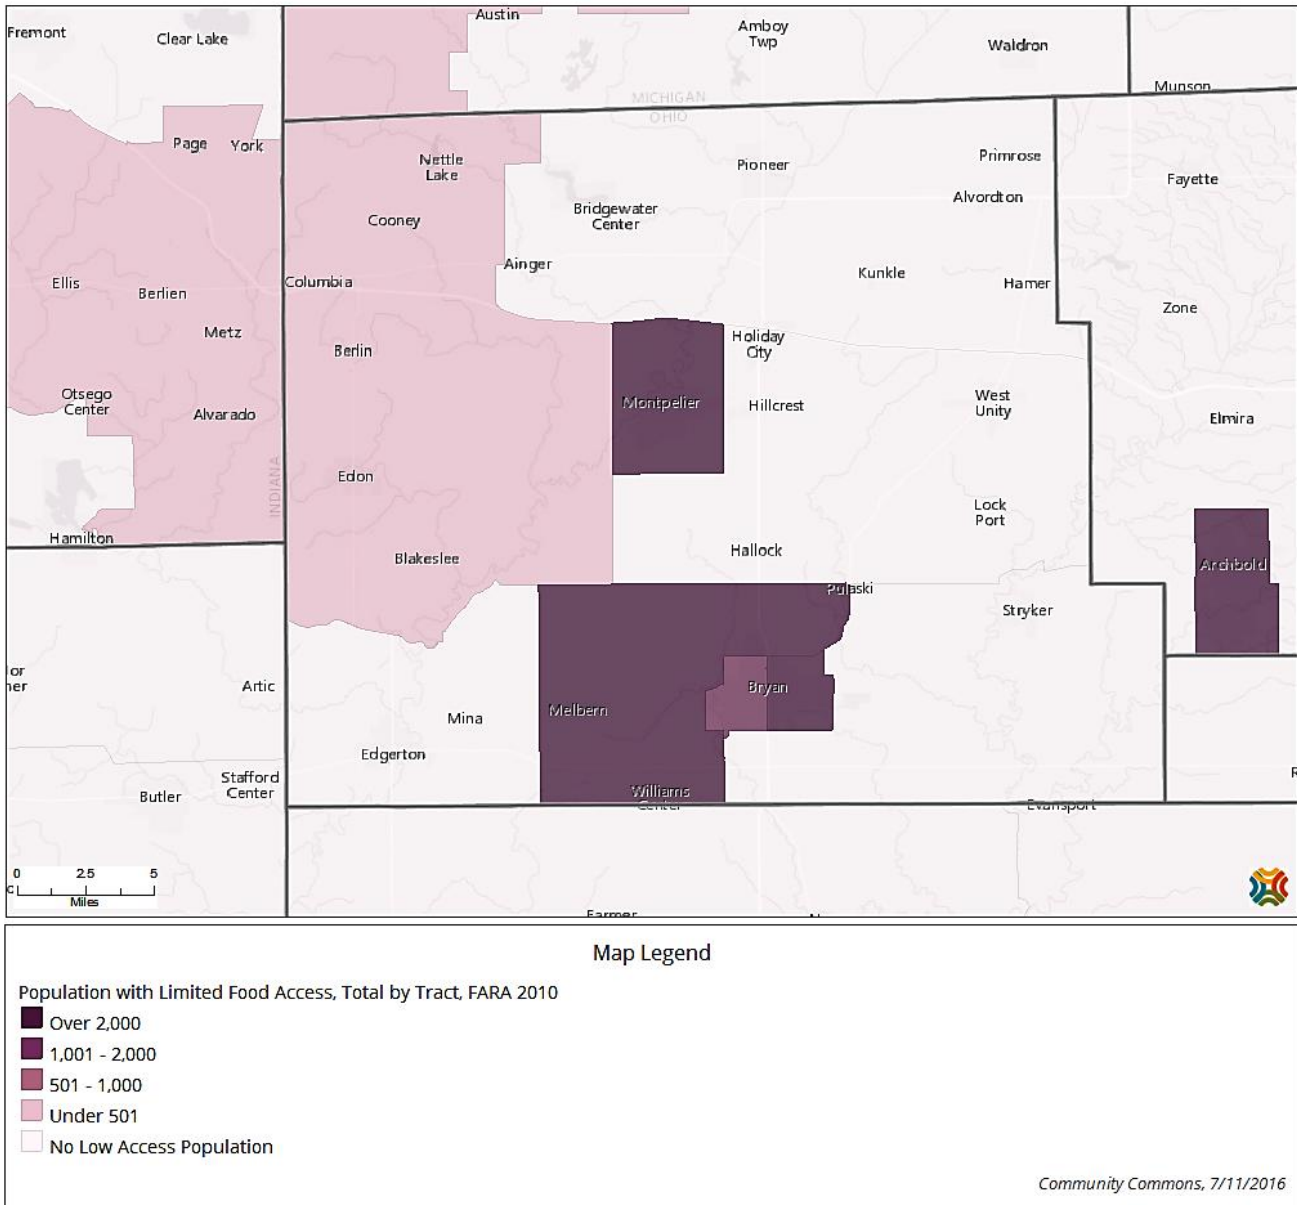 Austin
Fremont
Clear Lake
Amboy
Twp
Waldron
Munson
MICHIGAN
OHIO
Page
York
Nettle
Lake
Pioneer
Primrose
Fayette
Alvordton
Cooney
Bridgewater
Center
Ainger
Kunkle
Hamer
Ellis
Berlien
Columbia
Zone
Metz
Berlin
Holiday
City
Otsego
Center
Alvarado
Montpelier
Hillcrest
West
Unity
Elmira
INDIANA
Edon
Lock
Port
Hamilton
Blakeslee
Hallock
Archbold
Pulaski
Stryker
Artic
Bryan
Mina
Melbern
Edgerton
Stafford
Center
Butler
Williams
Center
Evansport
0 2.5 5
Miles
Farmer
Map Legend
Population with Limited Food Access, Total by Tract, FARA 2010
Over 2,000
1,001 - 2,000
501 - 1,000
Under 501
No Low Access Population
Community Commons, 7/11/2016